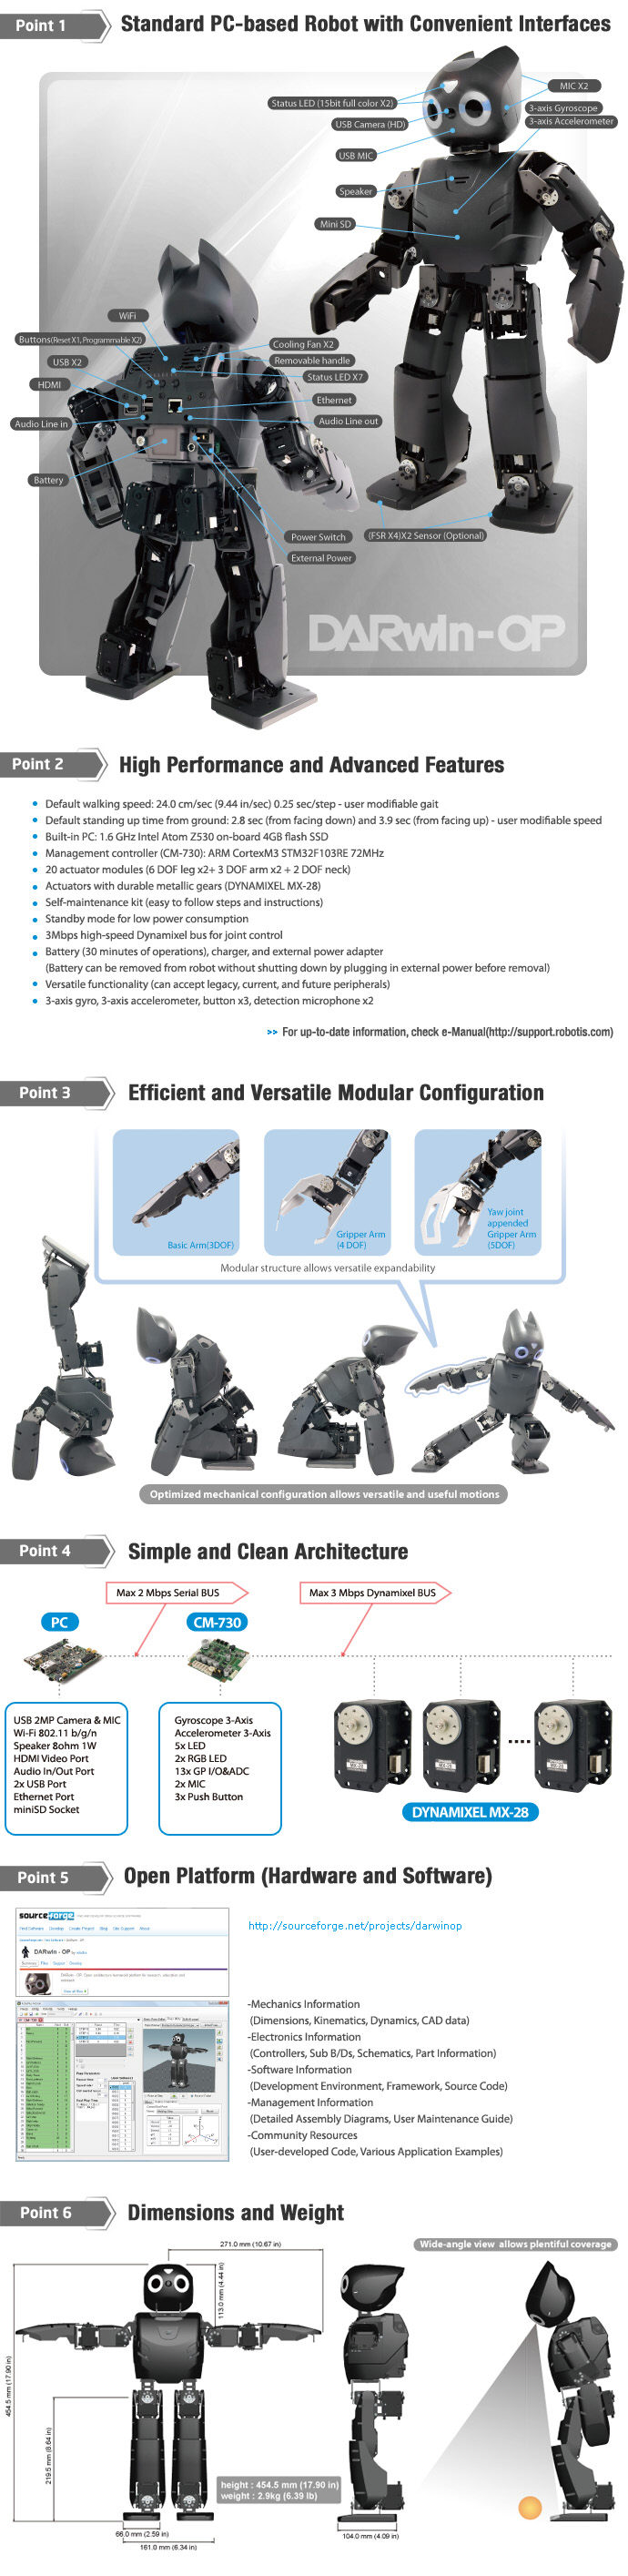 Point 1
Standard PC-based Robot with Convenient Interfaces
Status LED (15bit full color X2)
MIC X2
USB Camera (HD)
3-axis Gyroscope
3-axis Accelerometer
USB MIC
Speaker
Mini SD
WiFi
Buttons(Reset X1, Programmable X2)
USB X2
HDMI
Audio Line in
Battery
Cooling Fan X2
Removable handle
Status LED X7
Ethernet
Audio Line out
Power Switch
External Power
(FSR X4)X2 Sensor (Optional)
DARwIn-OP
Point 2
High Performance and Advanced Features
Default walking speed: 24.0 cm/sec (9.44 in/sec) 0.25 sec/step - user modifiable gait
Default standing up time from ground: 2.8 sec (from facing down) and 3.9 sec (from facing up) - user modifiable speed
Built-in PC: 1.6 GHz Intel Atom Z530 on-board 4GB flash SSD
Management controller (CM-730): ARM CortexM3 STM32F103RE 72MHz
20 actuator modules (6 DOF leg x2+ 3 DOF arm x2 + 2 DOF neck)
Actuators with durable metallic gears (DYNAMIXEL MX-28)
Self-maintenance kit (easy to follow steps and instructions)
Standby mode for low power consumption
3Mbps high-speed Dynamixel bus for joint control
Battery (30 minutes of operations), charger, and external power adapter
(Battery can be removed from robot without shutting down by plugging in external power before removal)
Versatile functionality (can accept legacy, current, and future peripherals)
3-axis gyro, 3-axis accelerometer, button x3, detection microphone x2
>> For up-to-date information, check e-Manual(http://support.robotis.com)
Point 3
Efficient and Versatile Modular Configuration
Basic Arm(3DOF)
Gripper Arm
(4 DOF)
Yaw joint
appended
Gripper Arm
(5DOF)
Modular structure allows versatile expandability
Optimized mechanical configuration allows versatile and useful motions
Point 4
Simple and Clean Architecture
Max 2 Mbps Serial BUS
Max 3 Mbps Dynamixel BUS
PC
CM-730
USB 2MP Camera & MIC
Wi-Fi 802.11 b/g/n
Speaker 8ohm 1W
HDMI Video Port
Audio In/Out Port
2x USB Port
Ethernet Port
miniSD Socket
Gyroscope 3-Axis
Accelerometer 3-Axis
5x LED
2x RGB LED
13x GP I/O&ADC
2x MIC
3x Push Button
MX-28
MX-28
MX-28
DYNAMIXEL MX-28
Point 5
Open Platform (Hardware and Software)
sourceforge
DARwin - OP
http://sourceforge.net/projects/darwinop
-Mechanics Information
(Dimensions, Kinematics, Dynamics, CAD data)
-Electronics Information
(Controllers, Sub B/Ds, Schematics, Part Information)
-Software Information
(Development Environment, Framework, Source Code)
-Management Information
(Detailed Assembly Diagrams, User Maintenance Guide)
-Community Resources
(User-developed Code, Various Application Examples)
Point 6
Dimensions and Weight
271.0 mm (10.67 in)
Wide-angle view allows plentiful coverage
113.0 mm (4.44 in)
454.5 mm (17.90 in)
219.5 mm (8.64 in)
height : 454.5 mm (17.90 in)
weight : 2.9kg (6.39 lb)
66.0 mm (2.59 in)
161.0 mm (6.34 in)
104.0 mm (4.09 in)